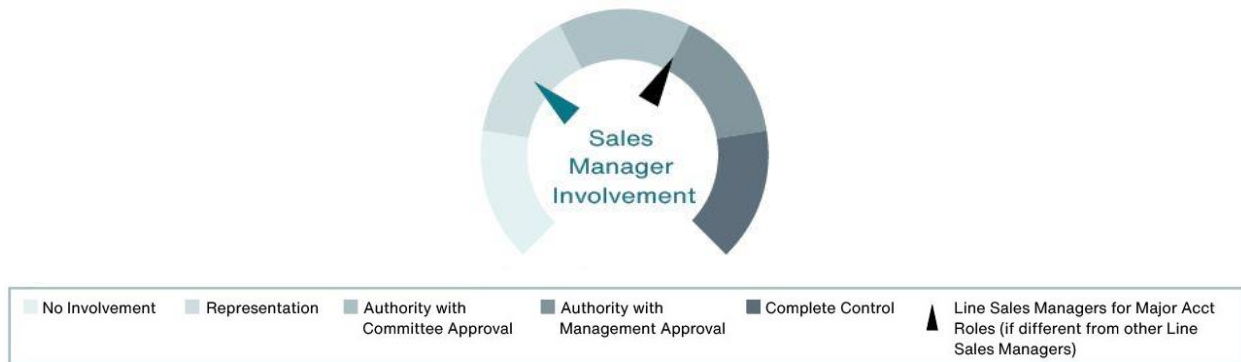 Sales
Manager
Involvement
No Involvement
Representation
Authority with
Committee Approval
Authority with
Management Approval
Complete Control
Line Sales Managers for Major Acct
Roles (if different from other Line
Sales Managers)